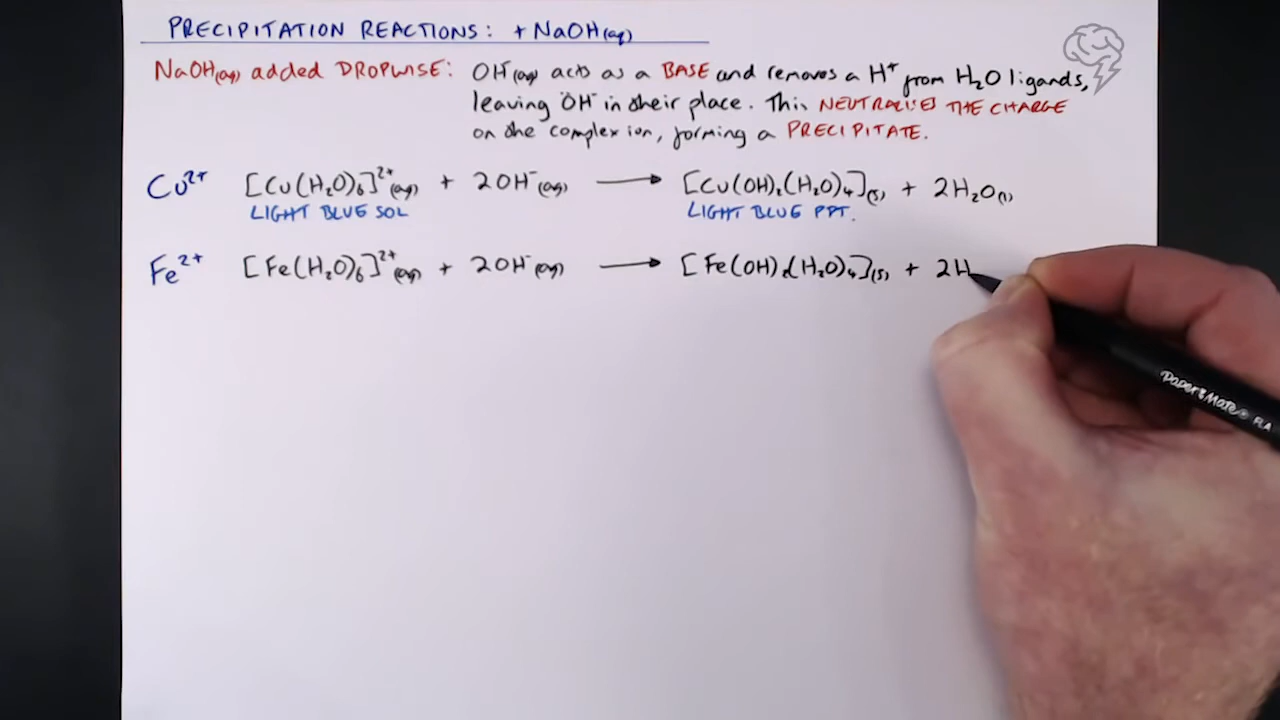 PRECIPITATION REACTIONS: + NaOH(aq)
NaOH(aq) added DROPWISE: OH⁻(aq) acts as a BASE and removes a H⁺ from H₂O ligands,
leaving OH⁻ in their place. This NEUTRALISES THE CHARGE
on the complex ion, forming a PRECIPITATE.
Cu²⁺ [Cu(H₂O)₆]²⁺(aq) + 2OH⁻(aq) → [Cu(OH)₂(H₂O)₄](s) + 2H₂O(l)
LIGHT BLUE SOL LIGHT BLUE PPT.
Fe²⁺ [Fe(H₂O)₆]²⁺(aq) + 2OH⁻(aq) → [Fe(OH)₂(H₂O)₄](s) + 2H
Paper Mate® FLA